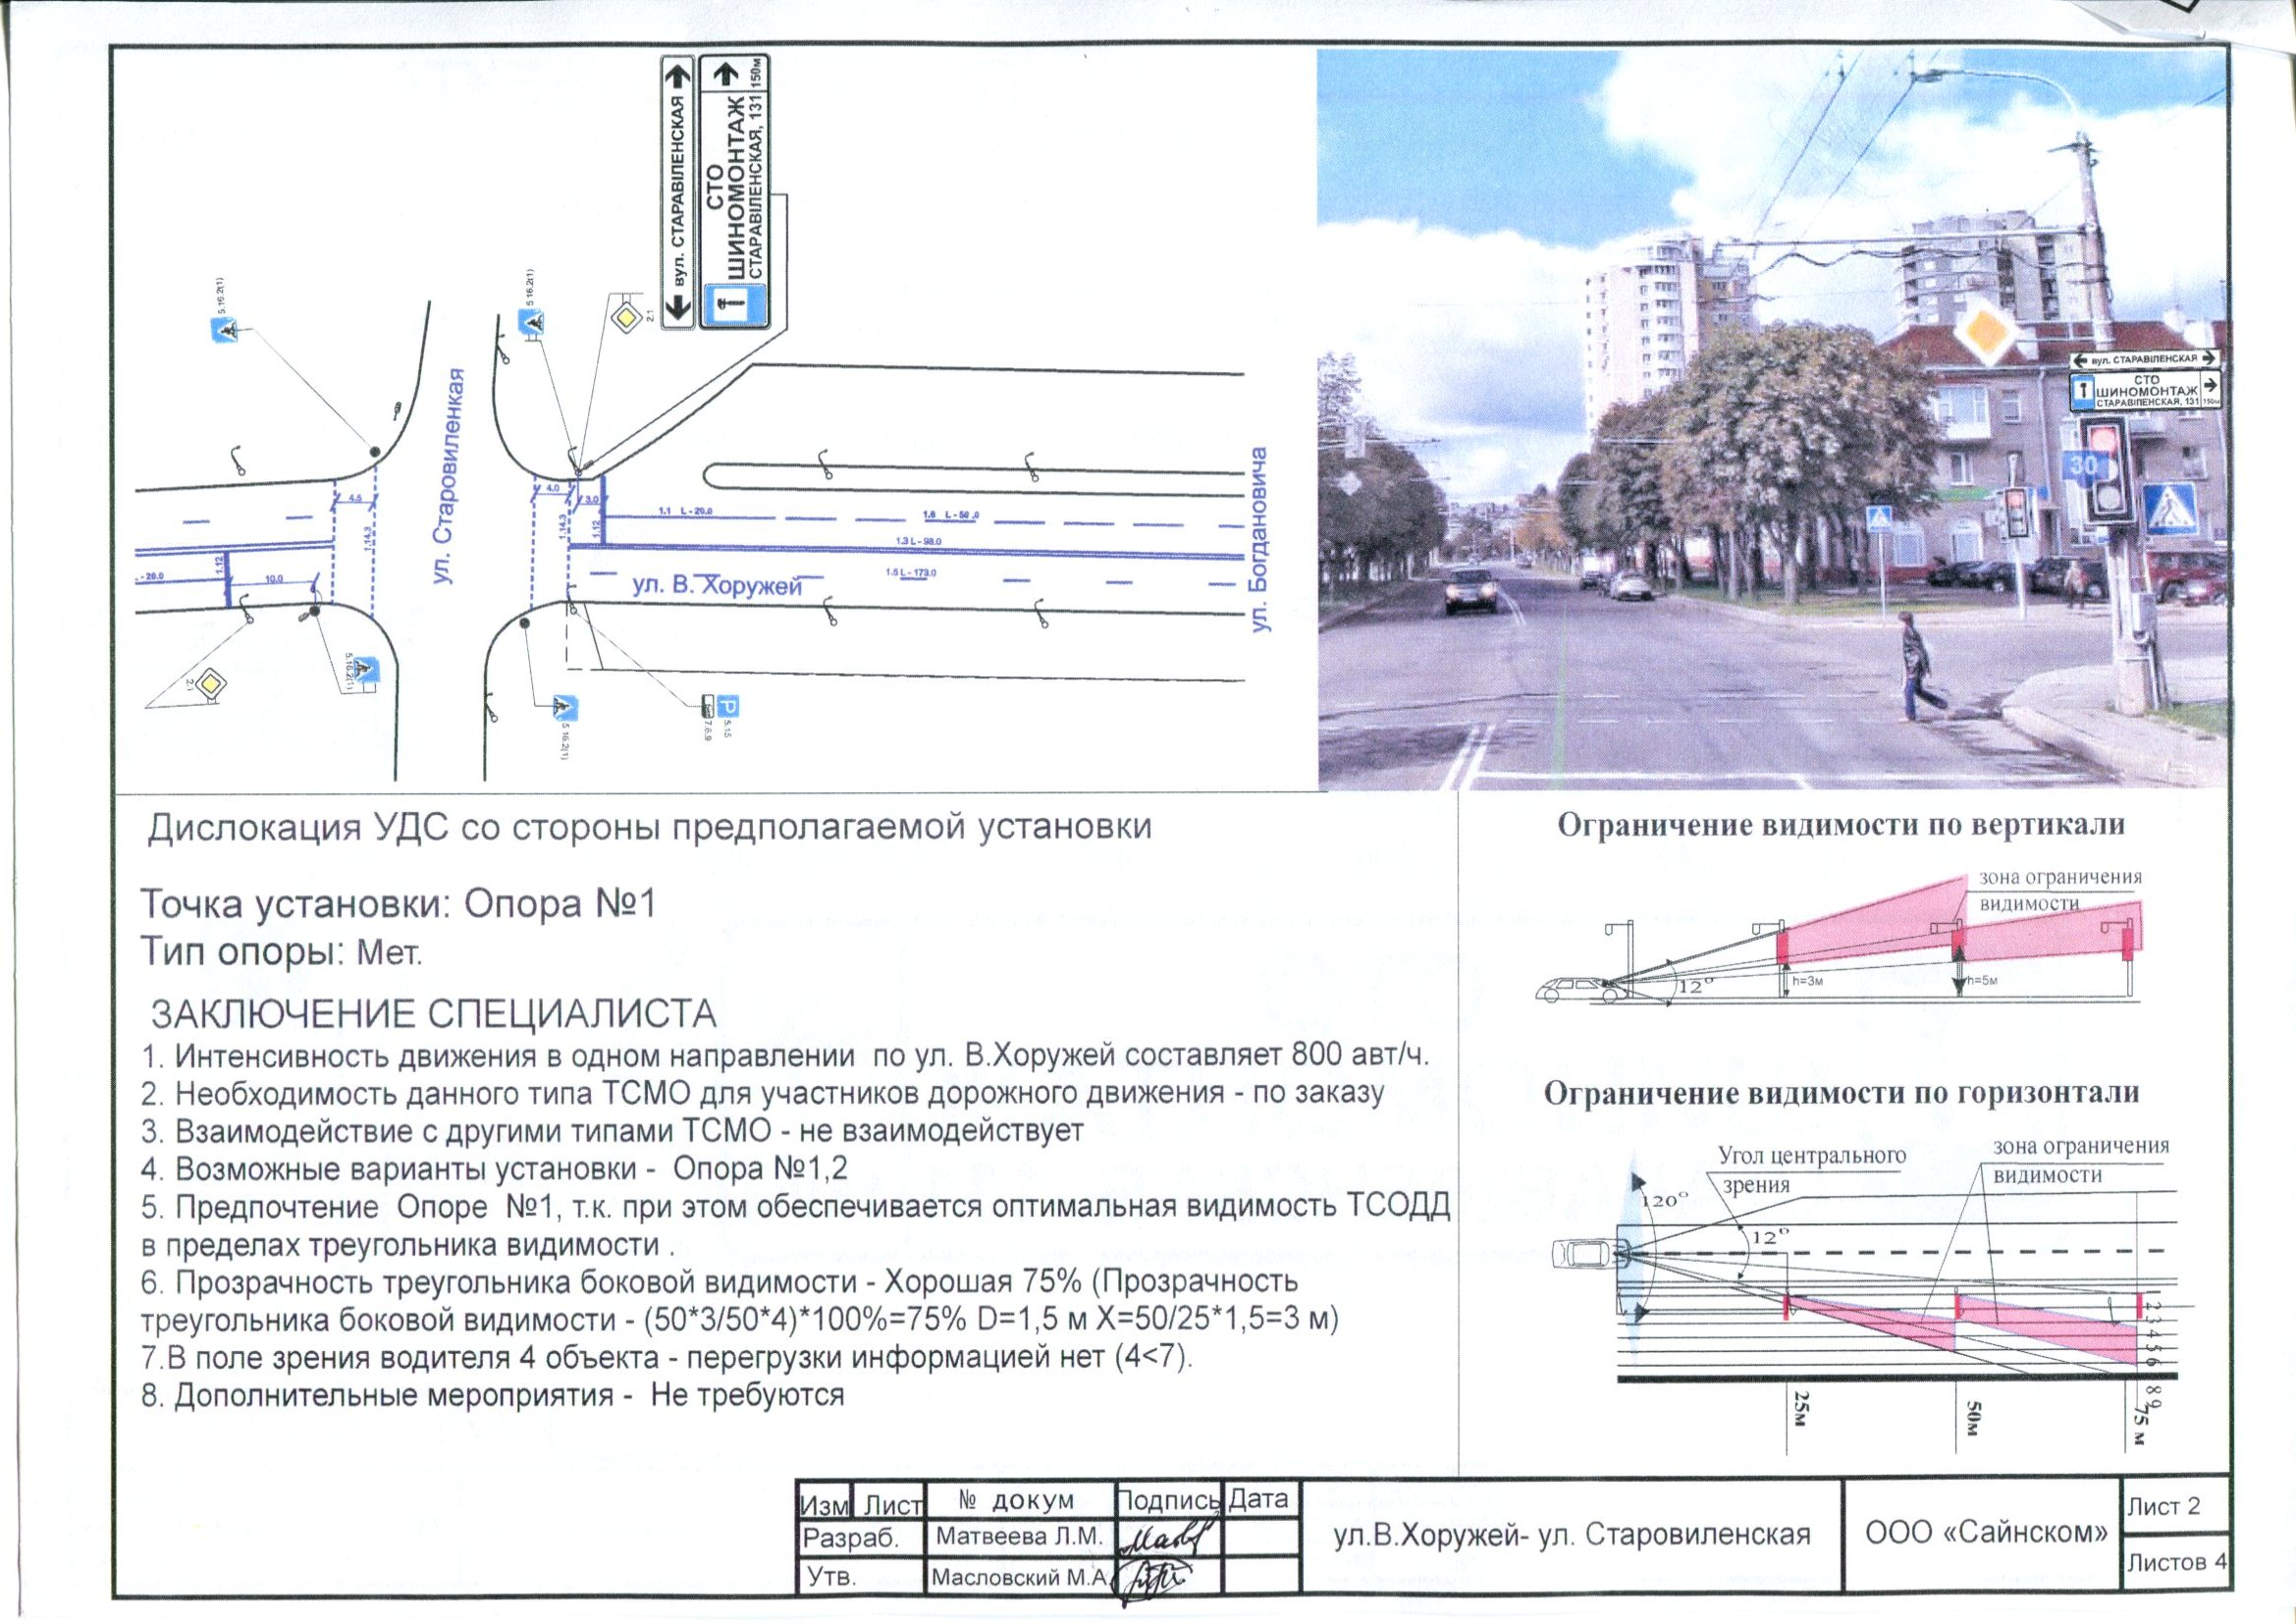 вул. СТАРАВІЛЕНСКАЯ
СТО
ШИНОМОНТАЖ
СТАРАВІЛЕНСКАЯ, 131
150м
5.16.2(1)
5.16.2(1)
2.1
ул. Старовиленкая
4.5
1.14.3
4.0
3.0
1.14.3
1.12
1.1 L-20.0
1.6 L-50.0
1.3 L-98.0
1.5 L-173.0
ул. В. Хоружей
ул. Богдановича
1.12
-20.0
10.0
2.1
5.16.2(1)
5.16.2(1)
P
5.15
7.6.9
вул. СТАРАВІЛЕНСКАЯ
СТО
ШИНОМОНТАЖ
СТАРАВІЛЕНСКАЯ, 131
150м
30
Дислокация УДС со стороны предполагаемой установки
Точка установки: Опора №1
Тип опоры: Мет.
ЗАКЛЮЧЕНИЕ СПЕЦИАЛИСТА
1. Интенсивность движения в одном направлении по ул. В.Хоружей составляет 800 авт/ч.
2. Необходимость данного типа ТСМО для участников дорожного движения - по заказу
3. Взаимодействие с другими типами ТСМО - не взаимодействует
4. Возможные варианты установки - Опора №1,2
5. Предпочтение Опоре №1, т.к. при этом обеспечивается оптимальная видимость ТСОДД
в пределах треугольника видимости .
6. Прозрачность треугольника боковой видимости - Хорошая 75% (Прозрачность
треугольника боковой видимости - (50*3/50*4)*100%=75% D=1,5 м X=50/25*1,5=3 м)
7.В поле зрения водителя 4 объекта - перегрузки информацией нет (4<7).
8. Дополнительные мероприятия - Не требуются
Ограничение видимости по вертикали
зона ограничения
видимости
12°
h=3м
h=5м
Ограничение видимости по горизонтали
Угол центрального
зрения
зона ограничения
видимости
120°
12°
2 3 4 5 6
8 9
25м
50м
75 м
Изм Лист № докум Подпись Дата
Разраб. Матвеева Л.М.
Утв. Масловский М.А.
ул.В.Хоружей- ул. Старовиленская
ООО «Сайнском»
Лист 2
Листов 4